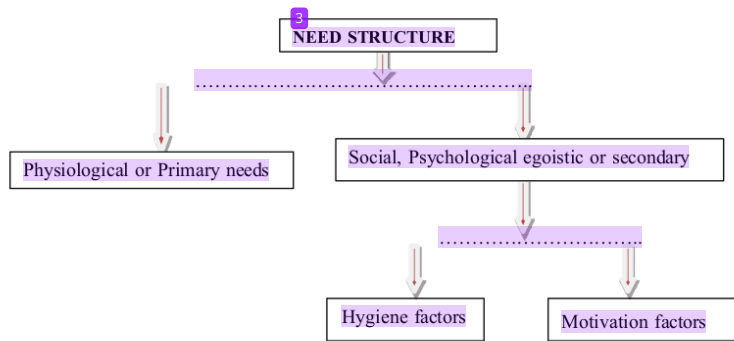 3
NEED STRUCTURE
……………………………………………………..
Physiological or Primary needs
Social, Psychological egoistic or secondary
……………………………..
Hygiene factors
Motivation factors